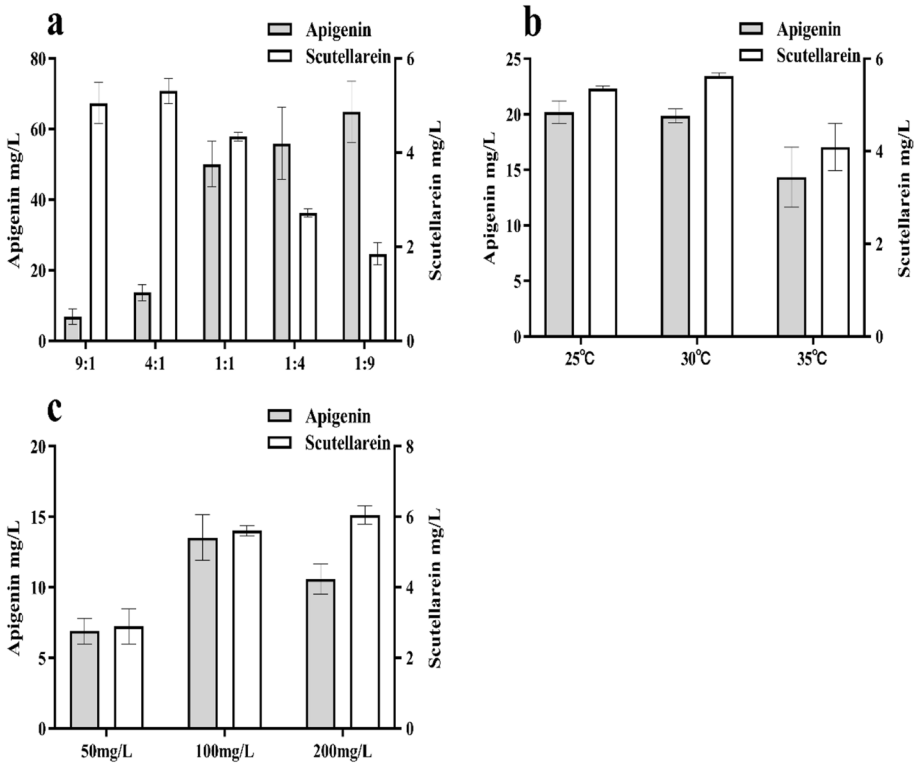 a
Apigenin
Scutellarein
80
60
40
20
0
Apigenin mg/L
6
4
2
0
Scutellarein mg/L
9:1 4:1 1:1 1:4 1:9
b
Apigenin
Scutellarein
25
20
15
10
5
0
Apigenin mg/L
6
4
2
0
Scutellarein mg/L
25℃ 30℃ 35℃
c
Apigenin
Scutellarein
20
15
10
5
0
Apigenin mg/L
8
6
4
2
0
Scutellarein mg/L
50mg/L 100mg/L 200mg/L